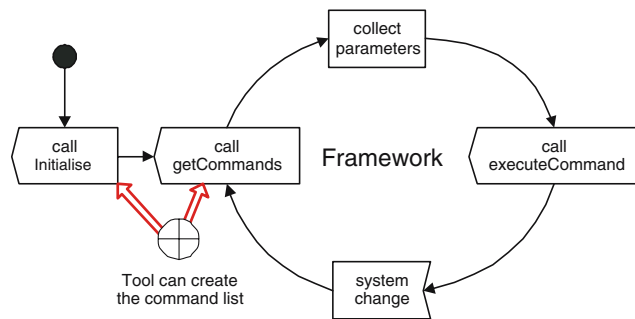 collect
parameters
call
Initialise
call
getCommands
Framework
call
executeCommand
Tool can create
the command list
system
change